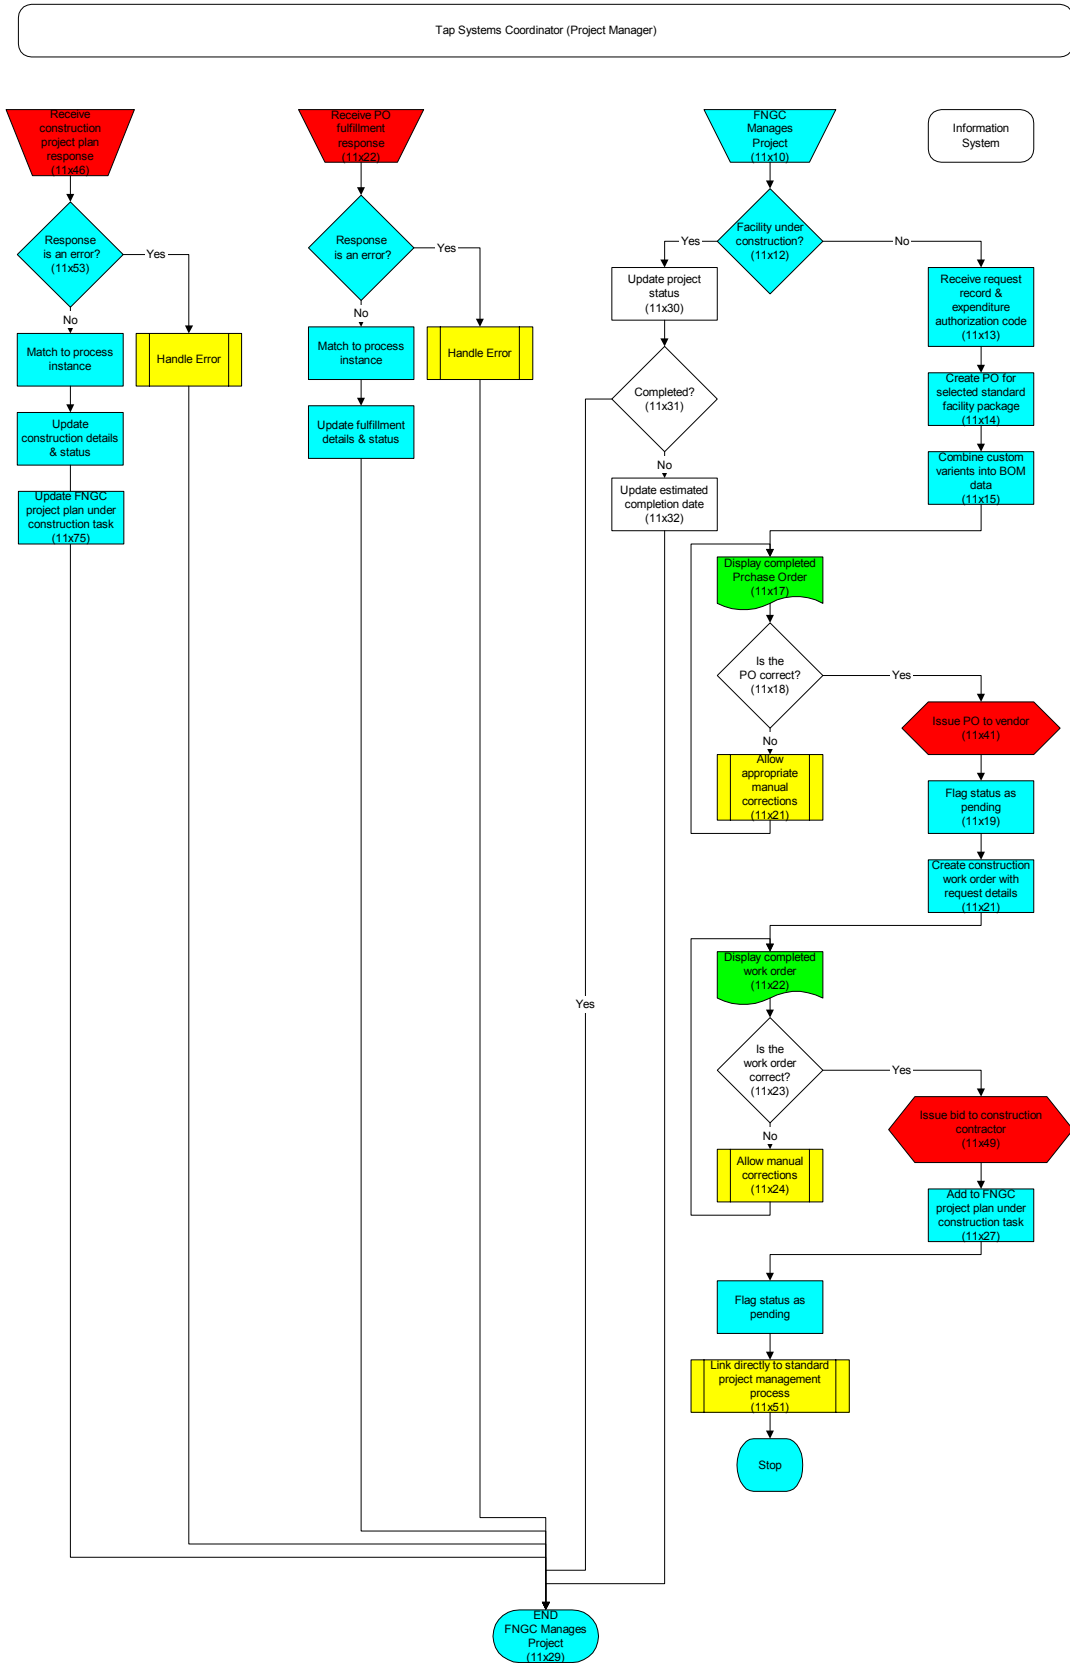 Tap Systems Coordinator (Project Manager)
Receive
construction
project plan
response
(11x46)
Response
is an error?
(11x53)
Yes
No
Match to process
instance
Handle Error
Update
construction details
& status
Update FNGC
project plan under
construction task
(11x75)
Receive PO
fulfillment
response
(11x22)
Response
is an error?
Yes
No
Match to process
instance
Handle Error
Update fulfillment
details & status
FNGC
Manages
Project
(11x10)
Information
System
Facility under
construction?
(11x12)
Yes
No
Update project
status
(11x30)
Completed?
(11x31)
No
Yes
Update estimated
completion date
(11x32)
Receive request
record &
expenditure
authorization code
(11x13)
Create PO for
selected standard
facility package
(11x14)
Combine custom
varients into BOM
data
(11x15)
Display completed
Prchase Order
(11x17)
Is the
PO correct?
(11x18)
Yes
No
Allow
appropriate
manual
corrections
(11x21)
Issue PO to vendor
(11x41)
Flag status as
pending
(11x19)
Create construction
work order with
request details
(11x21)
Display completed
work order
(11x22)
Is the
work order
correct?
(11x23)
Yes
No
Allow manual
corrections
(11x24)
Issue bid to construction
contractor
(11x49)
Add to FNGC
project plan under
construction task
(11x27)
Flag status as
pending
Link directly to standard
project management
process
(11x51)
Stop
END
FNGC Manages
Project
(11x29)